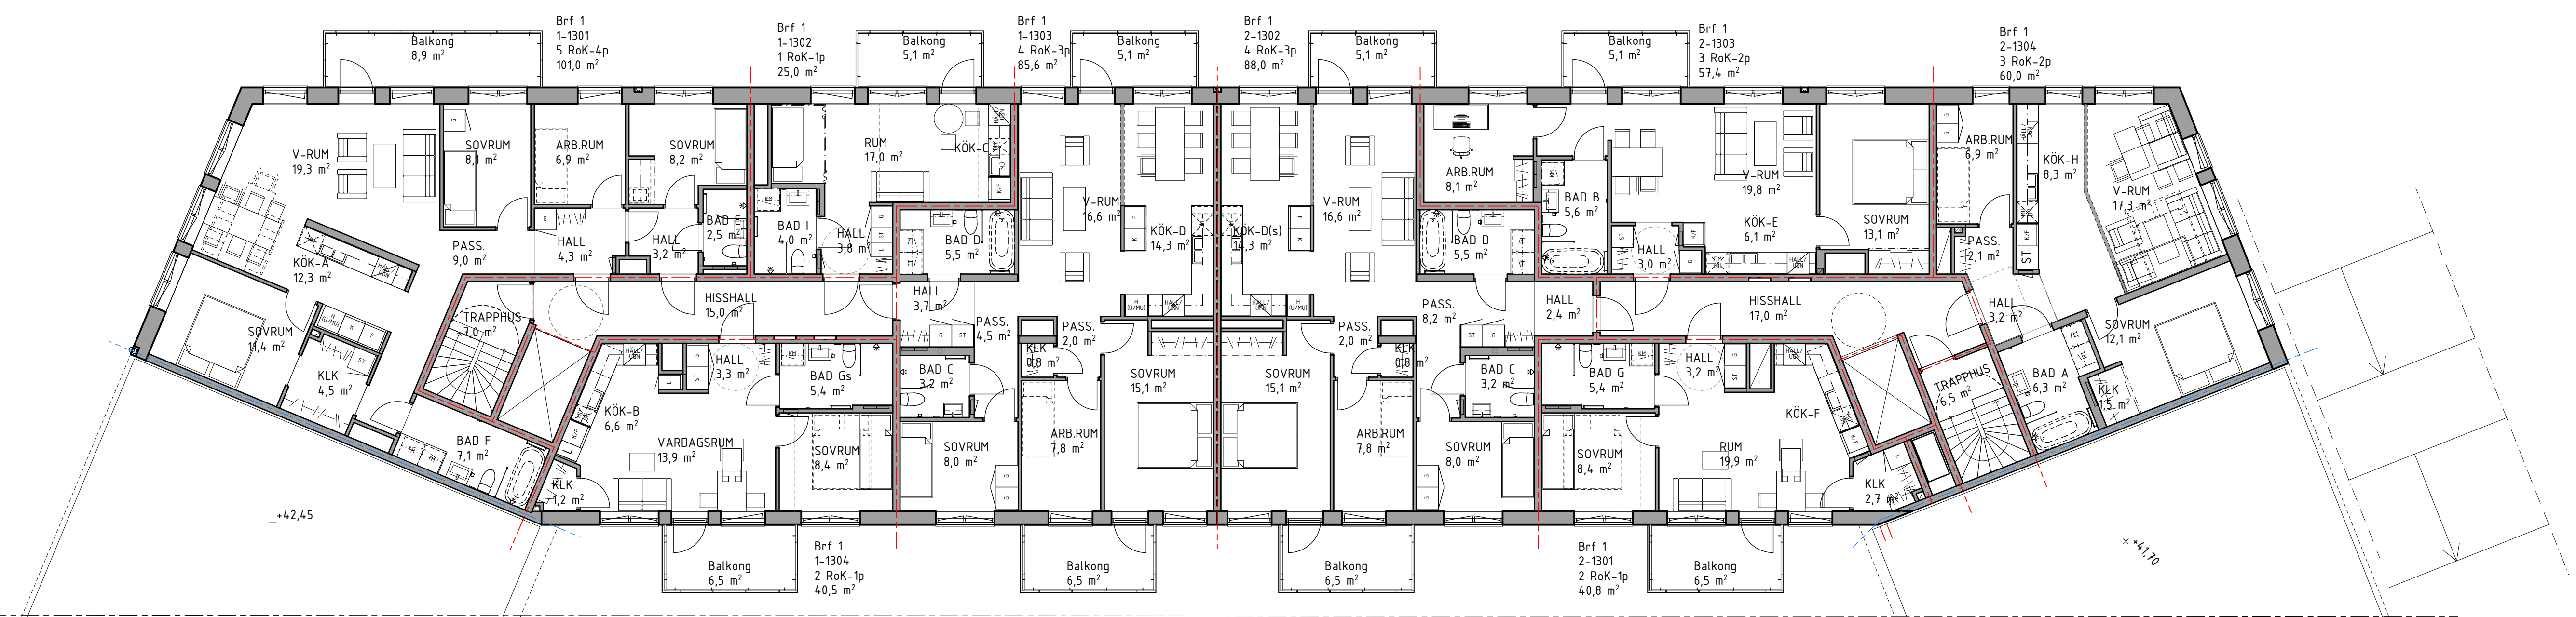 Balkong
8,9 m²
Brf 1
1-1301
5 RoK-4p
101,0 m²
Brf 1
1-1302
1 RoK-1p
25,0 m²
Balkong
5,1 m²
Brf 1
1-1303
4 RoK-3p
85,6 m²
Balkong
5,1 m²
Brf 1
2-1302
4 RoK-3p
88,0 m²
Balkong
5,1 m²
Balkong
5,1 m²
Brf 1
2-1303
3 RoK-2p
57,4 m²
Brf 1
2-1304
3 RoK-2p
60,0 m²
V-RUM
19,3 m²
SOVRUM
8,1 m²
ARB.RUM
6,9 m²
SOVRUM
8,2 m²
RUM
17,0 m²
KÖK-C
V-RUM
16,6 m²
KÖK-D
14,3 m²
KÖK-D(s)
14,3 m²
V-RUM
16,6 m²
ARB.RUM
8,1 m²
BAD B
5,6 m²
V-RUM
19,8 m²
KÖK-E
6,1 m²
SOVRUM
13,1 m²
ARB.RUM
6,9 m²
KÖK-H
8,3 m²
V-RUM
17,3 m²
KÖK-A
12,3 m²
PASS.
9,0 m²
HALL
4,3 m²
HALL
3,2 m²
BAD E
2,5 m²
BAD I
4,0 m²
HALL
3,8 m²
BAD D
5,5 m²
BAD D
5,5 m²
HALL
3,0 m²
PASS.
2,1 m²
ST
SOVRUM
11,4 m²
KLK
4,5 m²
TRAPPHUS
7,0 m²
HISSHALL
15,0 m²
HALL
3,7 m²
PASS.
4,5 m²
PASS.
2,0 m²
KLK
0,8 m²
SOVRUM
15,1 m²
SOVRUM
15,1 m²
PASS.
2,0 m²
KLK
0,8 m²
PASS.
8,2 m²
HALL
2,4 m²
HISSHALL
17,0 m²
HALL
3,2 m²
SOVRUM
12,1 m²
HALL
3,3 m²
BAD Gs
5,4 m²
BAD C
3,2 m²
BAD C
3,2 m²
BAD G
5,4 m²
HALL
3,2 m²
TRAPPHUS
6,5 m²
BAD A
6,3 m²
KLK
1,5 m²
KÖK-B
6,6 m²
VARDAGSRUM
13,9 m²
SOVRUM
8,4 m²
SOVRUM
8,0 m²
ARB.RUM
7,8 m²
ARB.RUM
7,8 m²
SOVRUM
8,0 m²
SOVRUM
8,4 m²
KÖK-F
RUM
19,9 m²
KLK
2,7 m²
BAD F
7,1 m²
KLK
1,2 m²
+42,45
+41,70
Balkong
6,5 m²
Brf 1
1-1304
2 RoK-1p
40,5 m²
Balkong
6,5 m²
Balkong
6,5 m²
Brf 1
2-1301
2 RoK-1p
40,8 m²
Balkong
6,5 m²